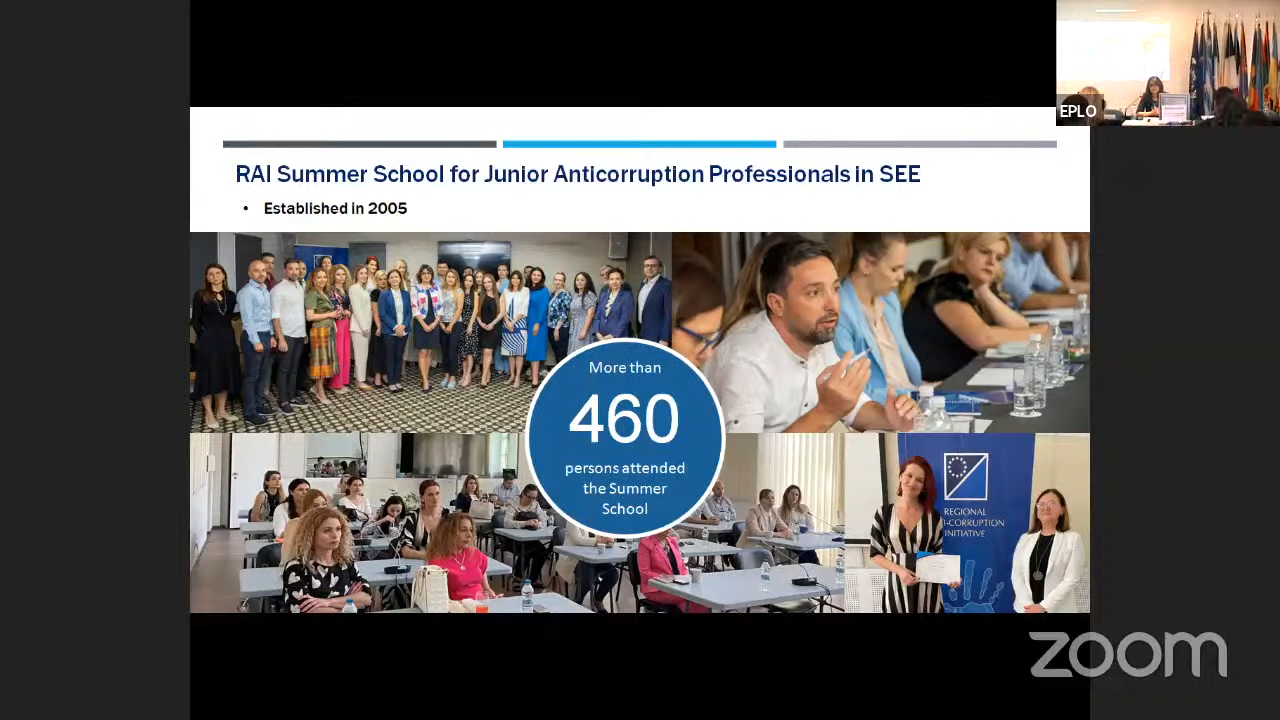 EPLO
RAI Summer School for Junior Anticorruption Professionals in SEE
• Established in 2005
More than
460
persons attended
the Summer
School
REGIONAL
I-CORRUPTION
INITIATIVE
zoom